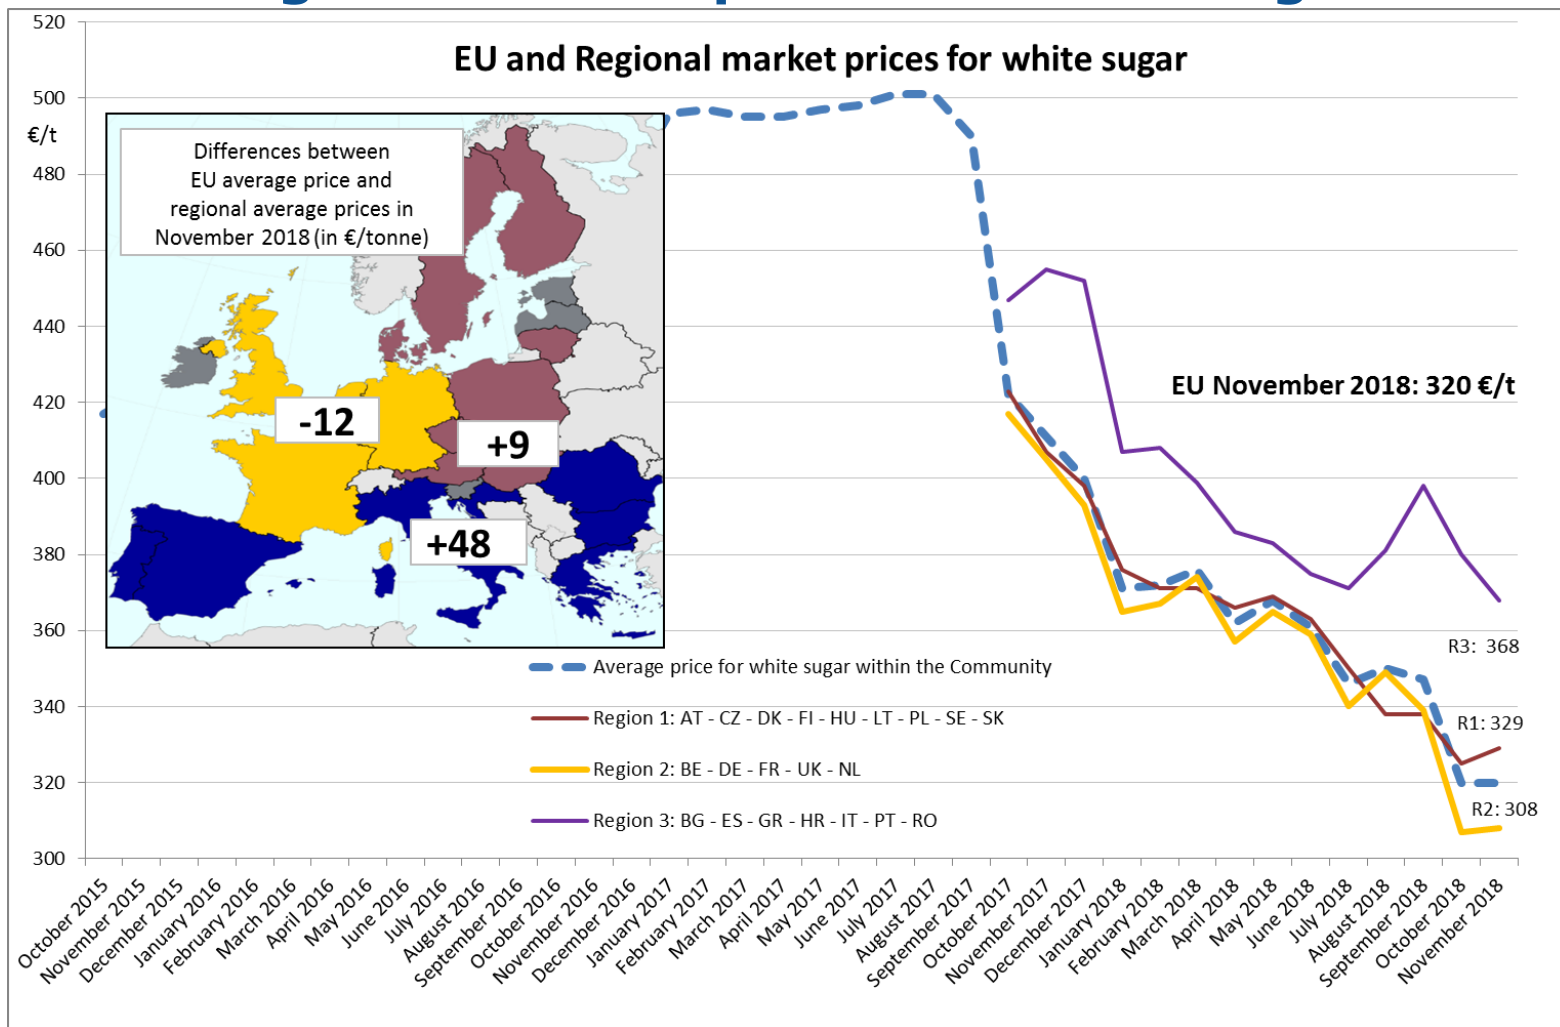 EU and Regional market prices for white sugar
520
500
€/t
480
460
440
420
400
380
360
340
320
300
Differences between
EU average price and
regional average prices in
November 2018 (in €/tonne)
-12
+9
+48
EU November 2018: 320 €/t
R3: 368
R1: 329
R2: 308
Average price for white sugar within the Community
Region 1: AT - CZ - DK - FI - HU - LT - PL - SE - SK
Region 2: BE - DE - FR - UK - NL
Region 3: BG - ES - GR - HR - IT - PT - RO
October 2015
November 2015
December 2015
January 2016
February 2016
March 2016
April 2016
May 2016
June 2016
July 2016
August 2016
September 2016
October 2016
November 2016
December 2016
January 2017
February 2017
March 2017
April 2017
May 2017
June 2017
July 2017
August 2017
September 2017
October 2017
November 2017
December 2017
January 2018
February 2018
March 2018
April 2018
May 2018
June 2018
July 2018
August 2018
September 2018
October 2018
November 2018